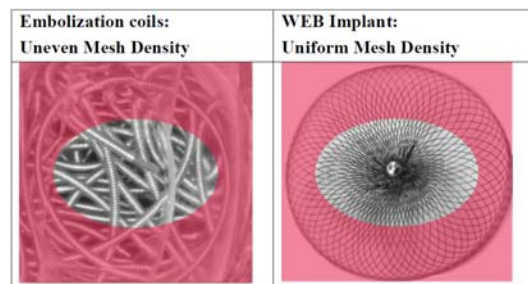 Embolization coils:
Uneven Mesh Density
WEB Implant:
Uniform Mesh Density